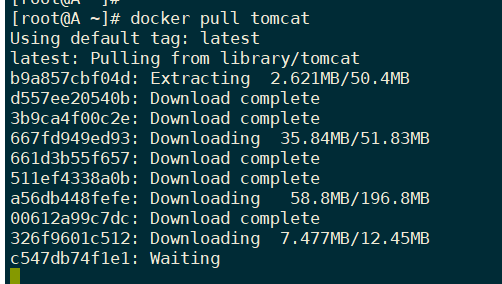 [root@A ~]#
[root@A ~]# docker pull tomcat
Using default tag: latest
latest: Pulling from library/tomcat
b9a857cbf04d: Extracting  2.621MB/50.4MB
d557ee20540b: Download complete
3b9ca4f00c2e: Download complete
667fd949ed93: Downloading  35.84MB/51.83MB
661d3b55f657: Download complete
511ef4338a0b: Download complete
a56db448fefe: Downloading   58.8MB/196.8MB
00612a99c7dc: Download complete
326f9601c512: Downloading  7.477MB/12.45MB
c547db74f1e1: Waiting